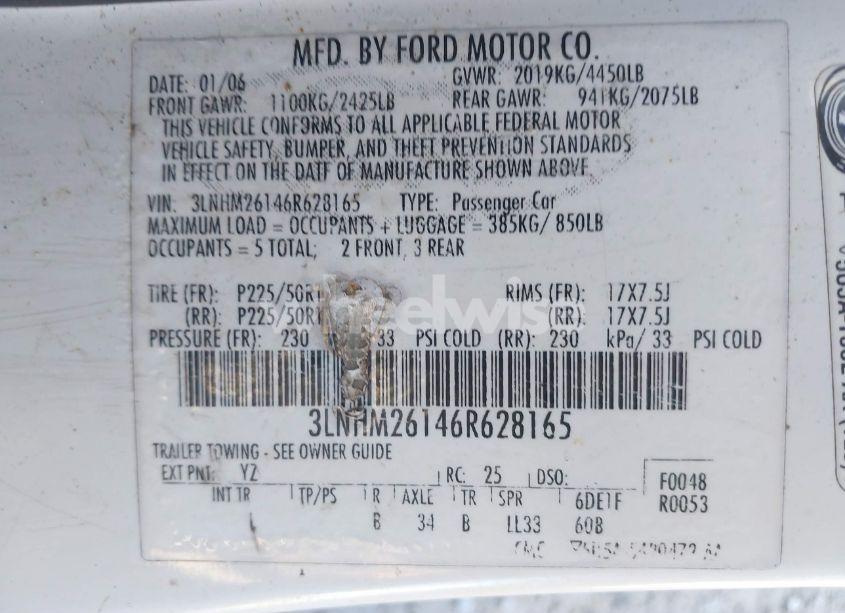 MFD. BY FORD MOTOR CO.
DATE: 01/06 GVWR: 2019KG/4450LB
FRONT GAWR: 1100KG/2425LB REAR GAWR: 941KG/2075LB
THIS VEHICLE CONFORMS TO ALL APPLICABLE FEDERAL MOTOR
VEHICLE SAFETY, BUMPER, AND THEFT PREVENTION STANDARDS
IN EFFECT ON THE DATE OF MANUFACTURE SHOWN ABOVE
VIN: 3LNHM26146R628165 TYPE: Passenger Car
MAXIMUM LOAD = OCCUPANTS + LUGGAGE = 385KG/ 850LB
OCCUPANTS = 5 TOTAL; 2 FRONT, 3 REAR
TIRE (FR): P225/50R1 RIMS (FR): 17X7.5J
(RR): P225/50R1 (RR): 17X7.5J
PRESSURE (FR): 230 33 PSI COLD (RR): 230 kPa/ 33 PSI COLD
3LNHM26146R628165
TRAILER TOWING - SEE OWNER GUIDE
EXT PNT: YZ RC: 25 DSO: F0048
INT TR TP/PS R AXLE TR SPR 6DE1F R0053
B 34 B LL33 60B